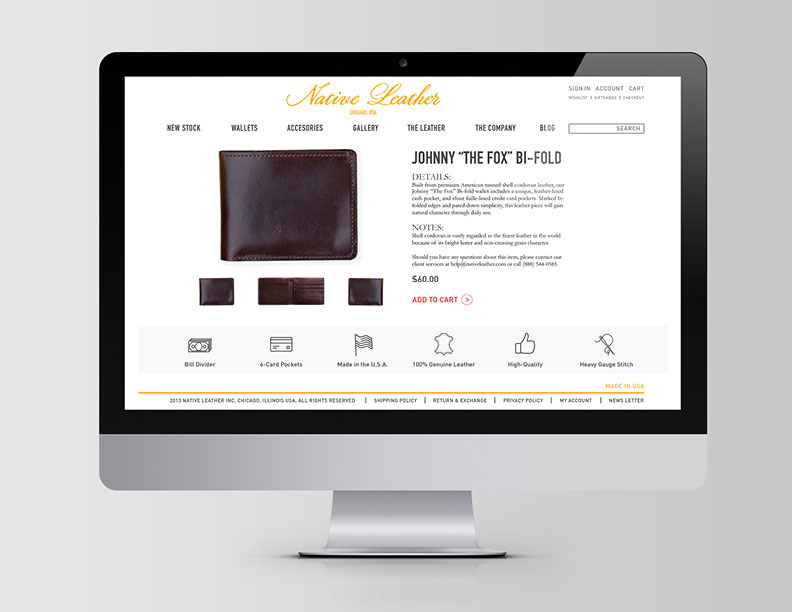 Native Leather
CHICAGO, USA.
SIGN IN ACCOUNT CART
WISHLIST | GIFTCARDS | CHECKOUT
NEW STOCK WALLETS ACCESORIES GALLERY THE LEATHER THE COMPANY BLOG SEARCH
JOHNNY “THE FOX” BI-FOLD
DETAILS:
Built from premium American-tanned shell cordovan leather, our
Johnny “The Fox” Bi-fold wallet includes a unique, leather-lined
cash pocket, and sfour faille-lined credit card pockets. Marked by
folded edges and pared down simplicity, this leather piece will gain
natural character through daily use.
NOTES:
Shell cordovan is vastly regarded as the finest leather in the world
because of its bright luster and non-creasing grain character.
Should you have any questions about this item, please contact our
client services at help@nativeleather.com or call (888) 544-0585.
$60.00
ADD TO CART >
Bill Divider 6-Card Pockets Made in the U.S.A. 100% Genuine Leather High-Quality Heavy Gauge Stitch
MADE IN USA
2013 NATIVE LEATHER INC. CHICAGO, ILLINOIS USA. ALL RIGHTS RESERVED | SHIPPING POLICY | RETURN & EXCHANGE | PRIVACY POLICY | MY ACCOUNT | NEWS LETTER